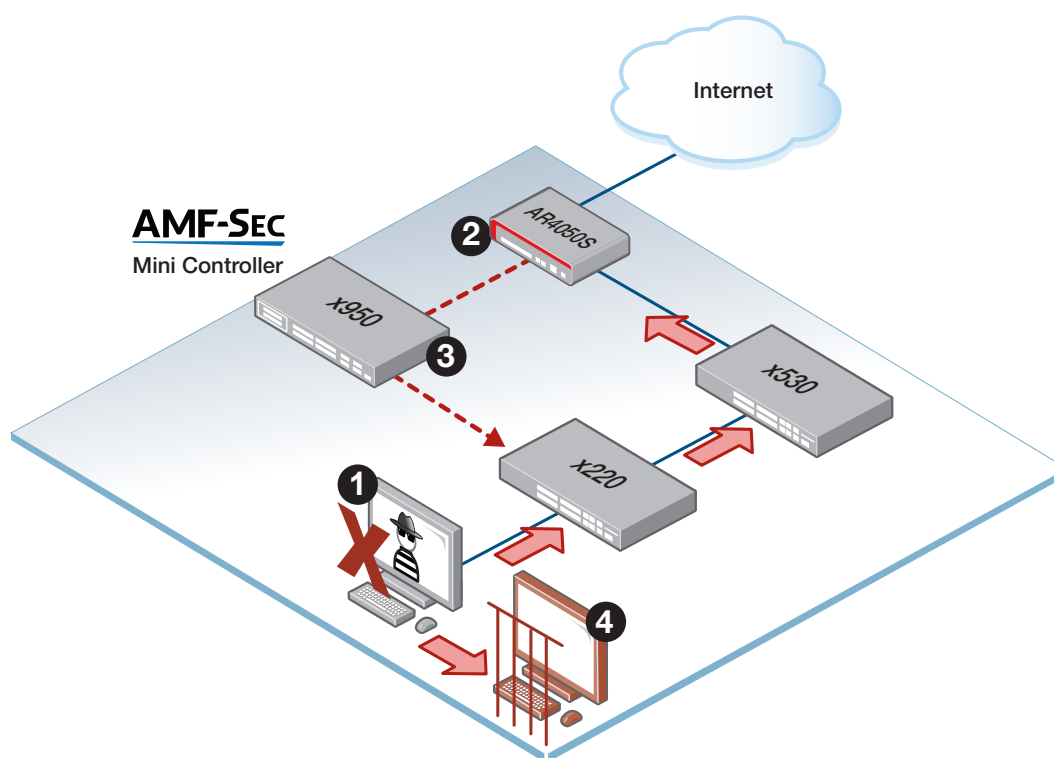 Internet
AMF-SEC
Mini Controller
AR4050S
2
x950
3
x530
x220
1
4